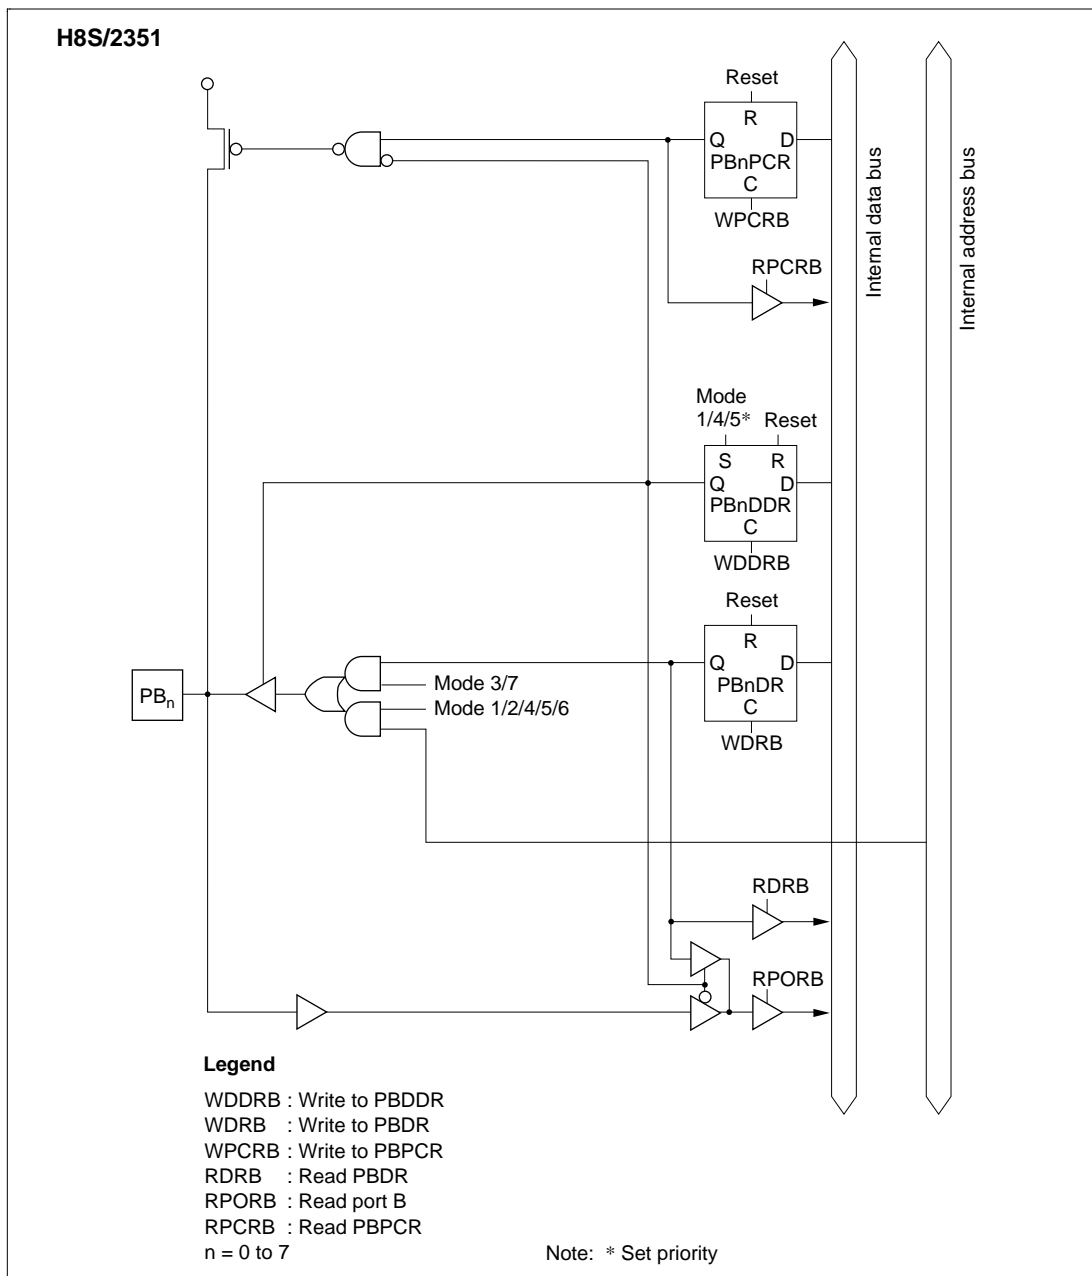 H8S/2351
Reset
R
Q D
PBnPCR
C
WPCRB
Internal data bus
Internal address bus
RPCRB
Mode
1/4/5* Reset
S R
Q D
PBnDDR
C
WDDRB
Reset
R
Q D
PBnDR
C
WDRB
PBn
Mode 3/7
Mode 1/2/4/5/6
RDRB
RPORB
Legend
WDDRB : Write to PBDDR
WDRB : Write to PBDR
WPCRB : Write to PBPCR
RDRB : Read PBDR
RPORB : Read port B
RPCRB : Read PBPCR
n = 0 to 7
Note: * Set priority